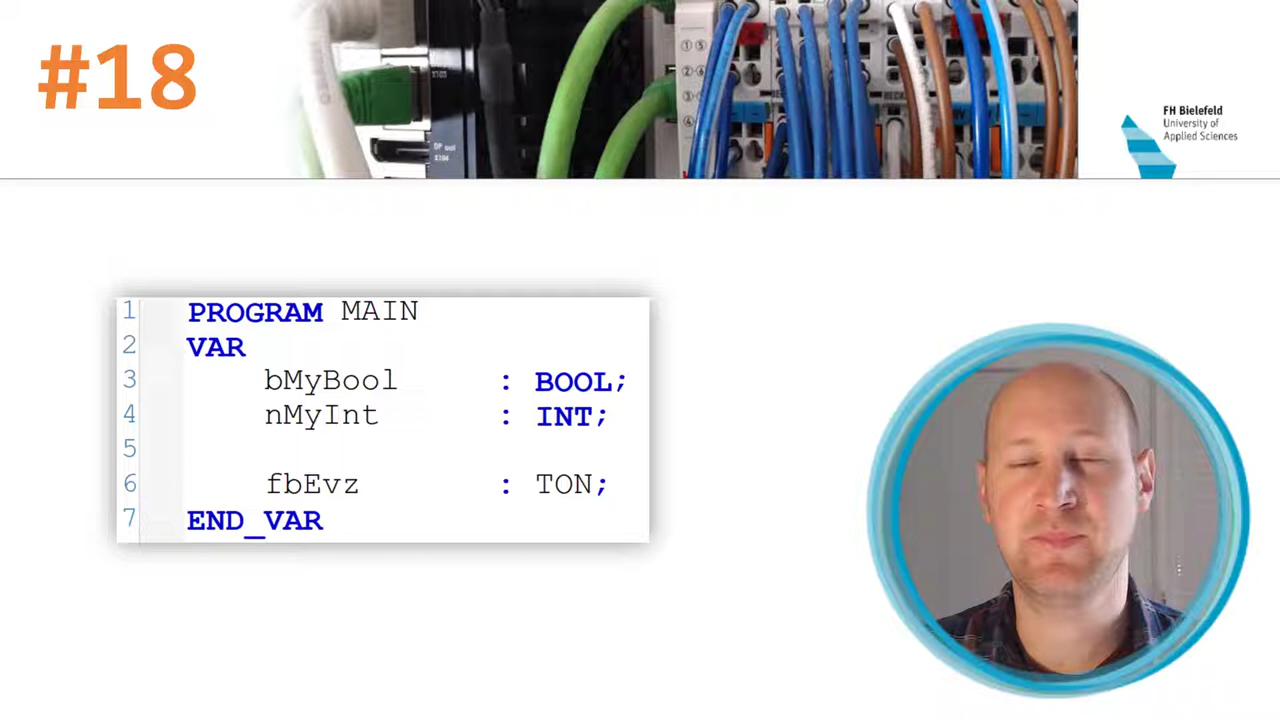 #18
FH Bielefeld
University of
Applied Sciences
1 PROGRAM MAIN
2 VAR
3 bMyBool : BOOL;
4 nMyInt : INT;
5
6 fbEvz : TON;
7 END_VAR